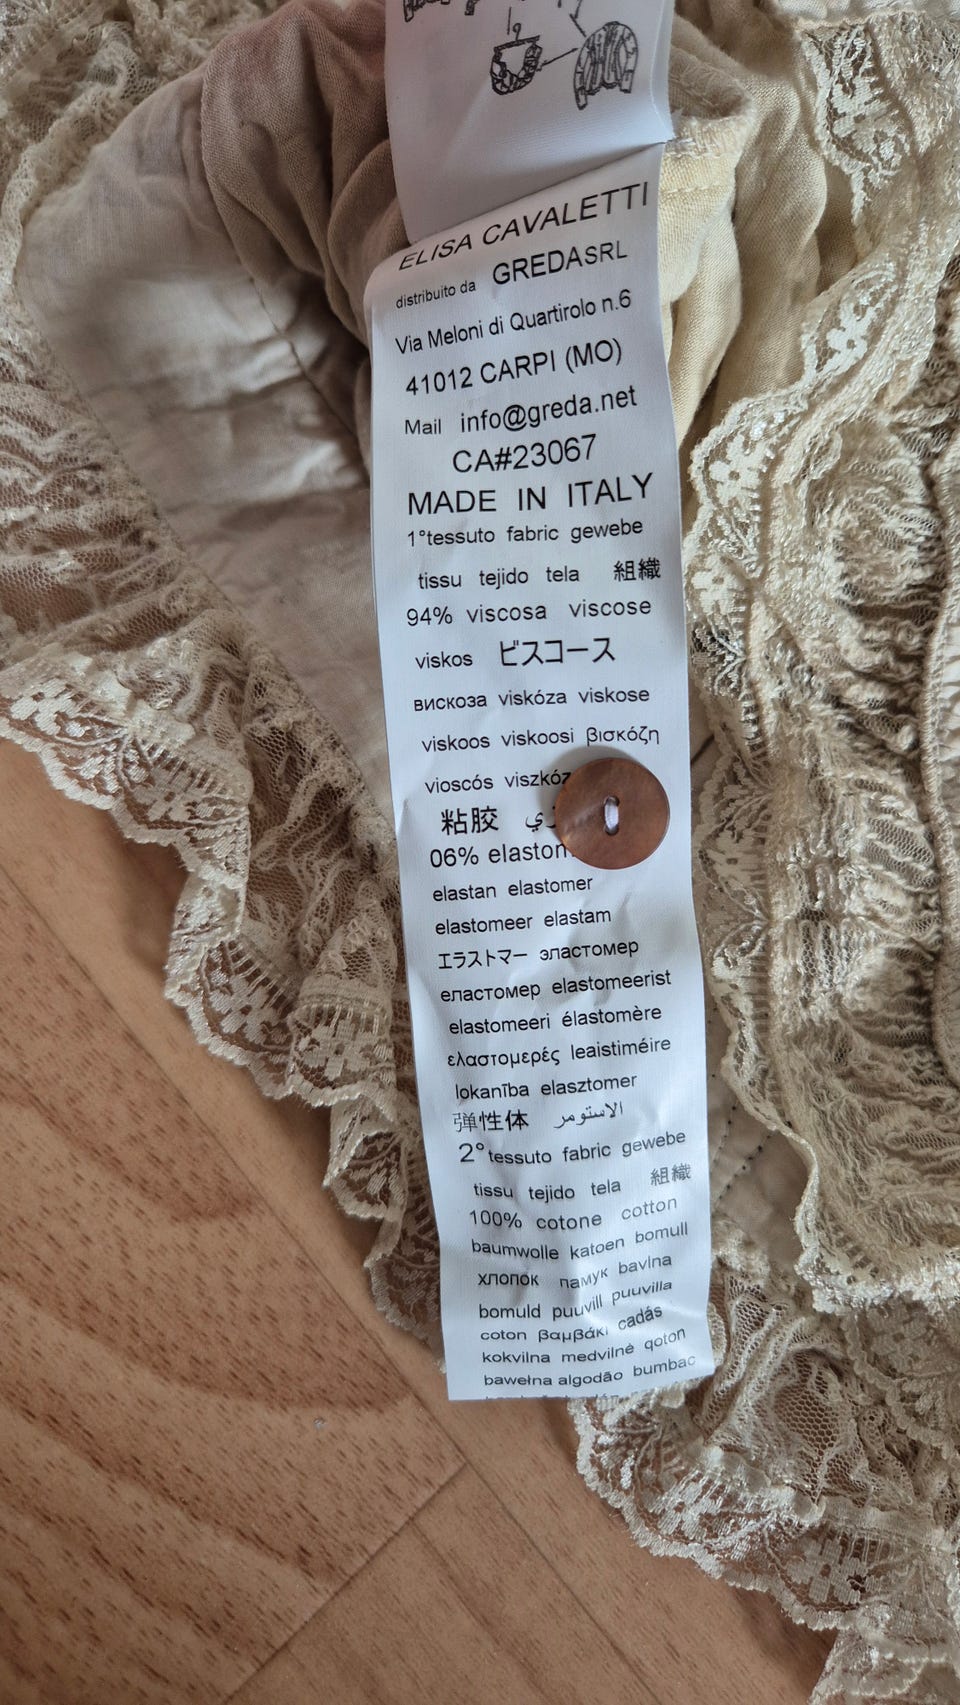 ELISA CAVALETTI
distribuito da GREDASRL
Via Meloni di Quartirolo n.6
41012 CARPI (MO)
Mail info@greda.net
CA#23067
MADE IN ITALY
1°tessuto fabric gewebe
tissu tejido tela 組織
94% viscosa viscose
viskos ビスコース
вискоза viskóza viskose
viskoos viskoosi βισκόζη
vioscós
粘胶
06%
elastan elastomer
elastomeer elastam
エラストマー эластомер
еластомер elastomeerist
elastomeeri élastomère
ελαστομερές leaistiméire
lokanība elasztomer
弹性体 الاستومر
2°tessuto fabric gewebe
tissu tejido tela 組織
100% cotone cotton
baumwolle katoen bomull
хлопок памук bavlna
bomuld puuvill puuvilla
coton βαμβάκι cadás
kokvilna medvilnė qoton
bawełna algodão bumbac